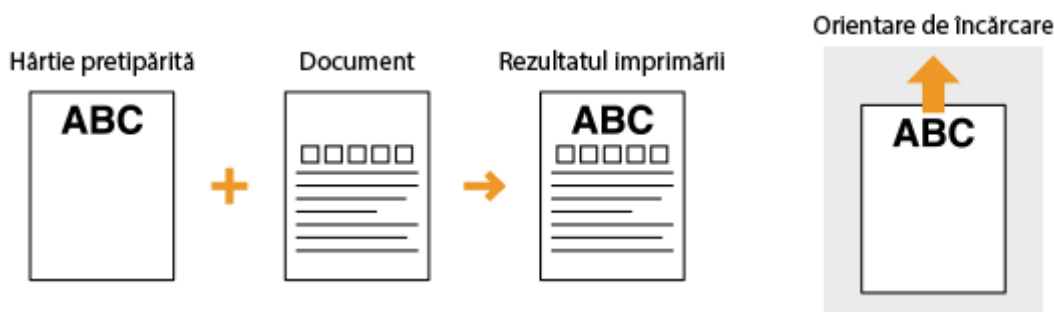 Orientare de încărcare
Hârtie pretipărită
Document
Rezultatul imprimării
ABC
ABC
ABC